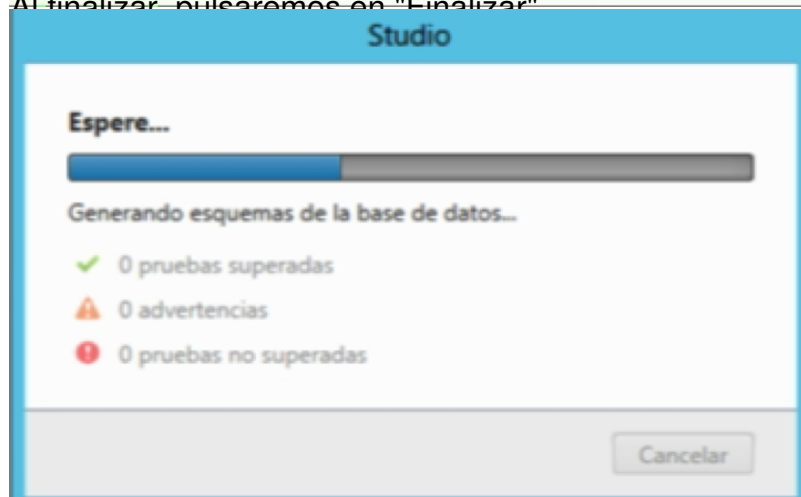 Al finalizar, pulsaremos en "Finalizar"
Studio
Espere...
Generando esquemas de la base de datos...
0 pruebas superadas
0 advertencias
0 pruebas no superadas
Cancelar